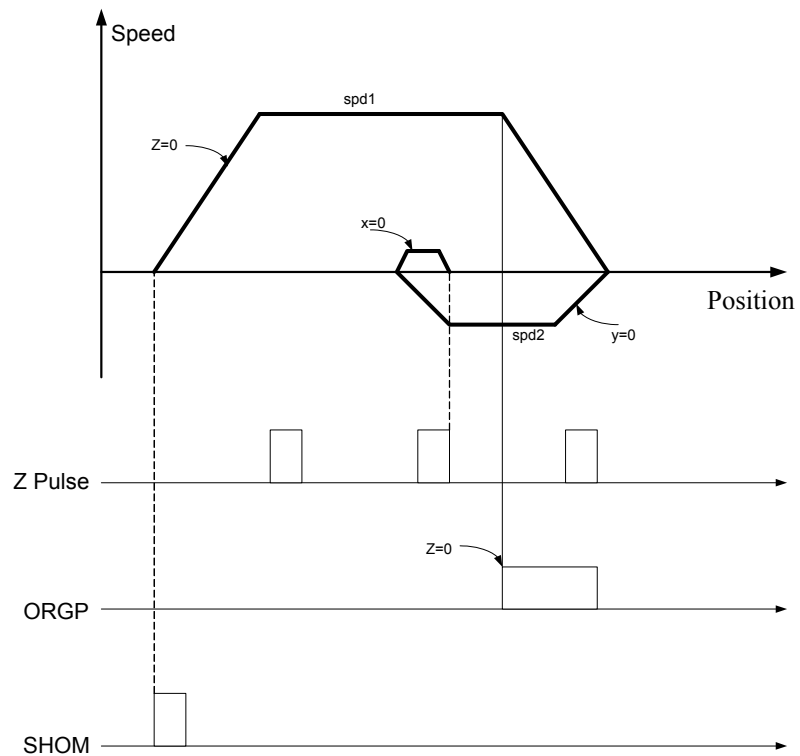 Speed
spd1
Z=0
x=0
Position
spd2
y=0
Z Pulse
Z=0
ORGP
SHOM